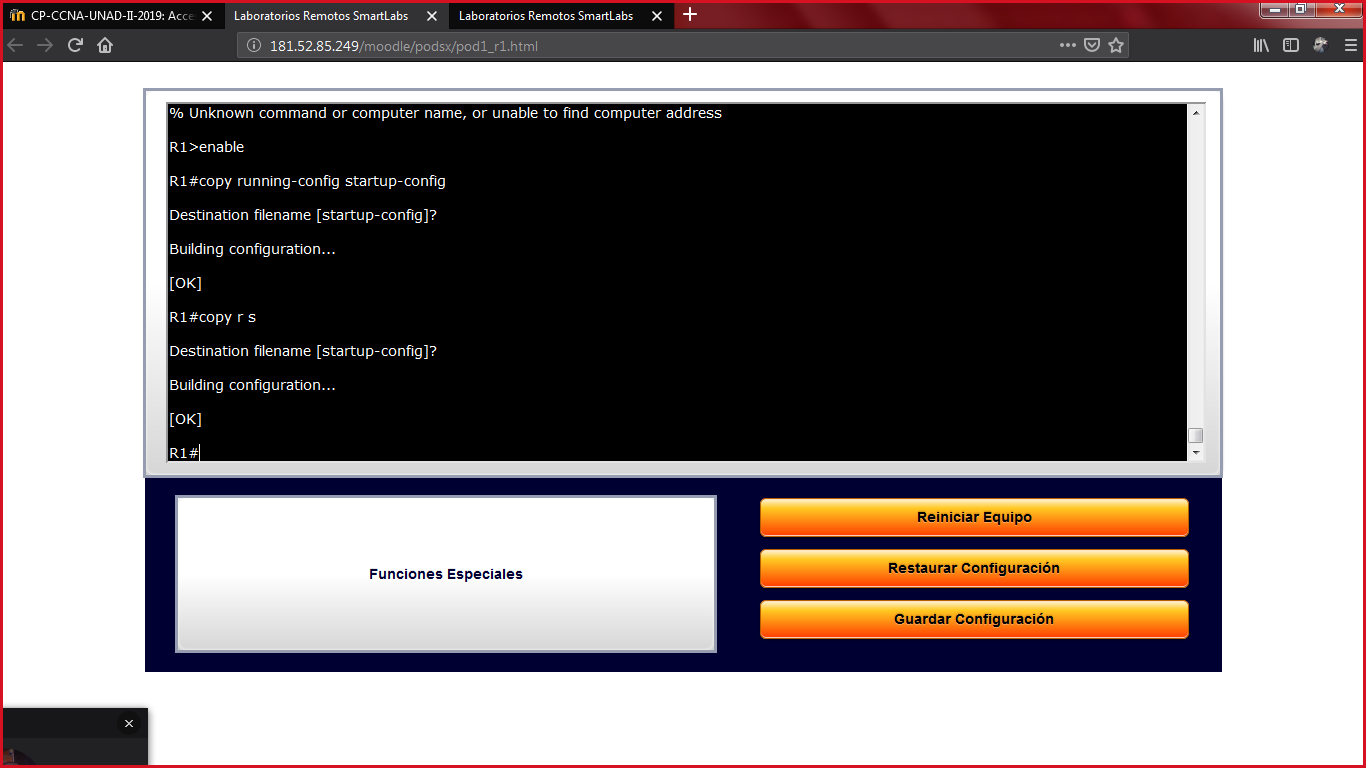 CP-CCNA-UNAD-II-2019: Acce
Laboratorios Remotos SmartLabs
Laboratorios Remotos SmartLabs
181.52.85.249/moodle/podsx/pod1_r1.html
% Unknown command or computer name, or unable to find computer address
R1>enable
R1#copy running-config startup-config
Destination filename [startup-config]?
Building configuration...
[OK]
R1#copy r s
Destination filename [startup-config]?
Building configuration...
[OK]
R1#
Funciones Especiales
Reiniciar Equipo
Restaurar Configuración
Guardar Configuración